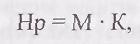 Нр = М · К,